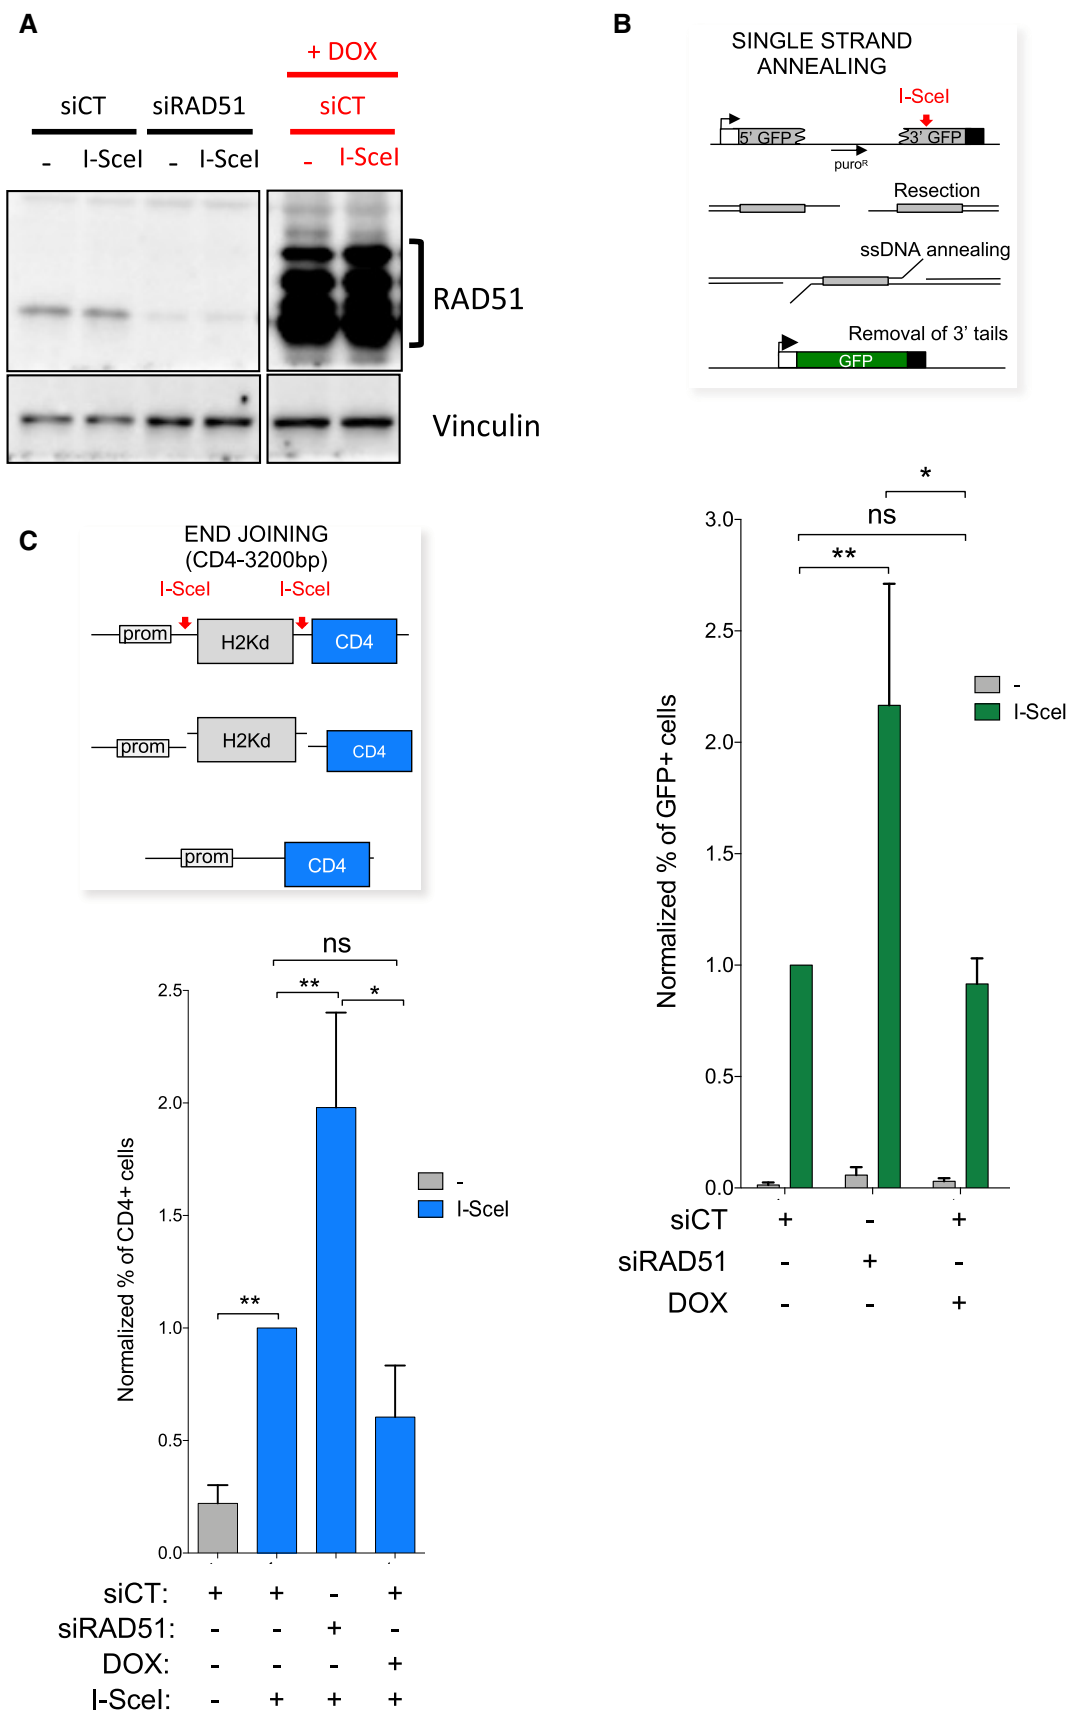 A
+ DOX
siCT siRAD51 siCT
- I-SceI - I-SceI - I-SceI
RAD51
Vinculin
B
SINGLE STRAND
ANNEALING
I-SceI
5' GFP 3' GFP
puroR
Resection
ssDNA annealing
Removal of 3' tails
GFP
*
ns
**
3.0
2.5
2.0
1.5
1.0
0.5
0.0
Normalized % of GFP+ cells
-
I-SceI
siCT + - +
siRAD51 - + -
DOX - - +
C
END JOINING
(CD4-3200bp)
I-SceI I-SceI
prom H2Kd CD4
prom H2Kd CD4
prom CD4
ns
** *
**
2.5
2.0
1.5
1.0
0.5
0.0
Normalized % of CD4+ cells
-
I-SceI
siCT: + + - +
siRAD51: - - + -
DOX: - - - +
I-SceI: - + + +